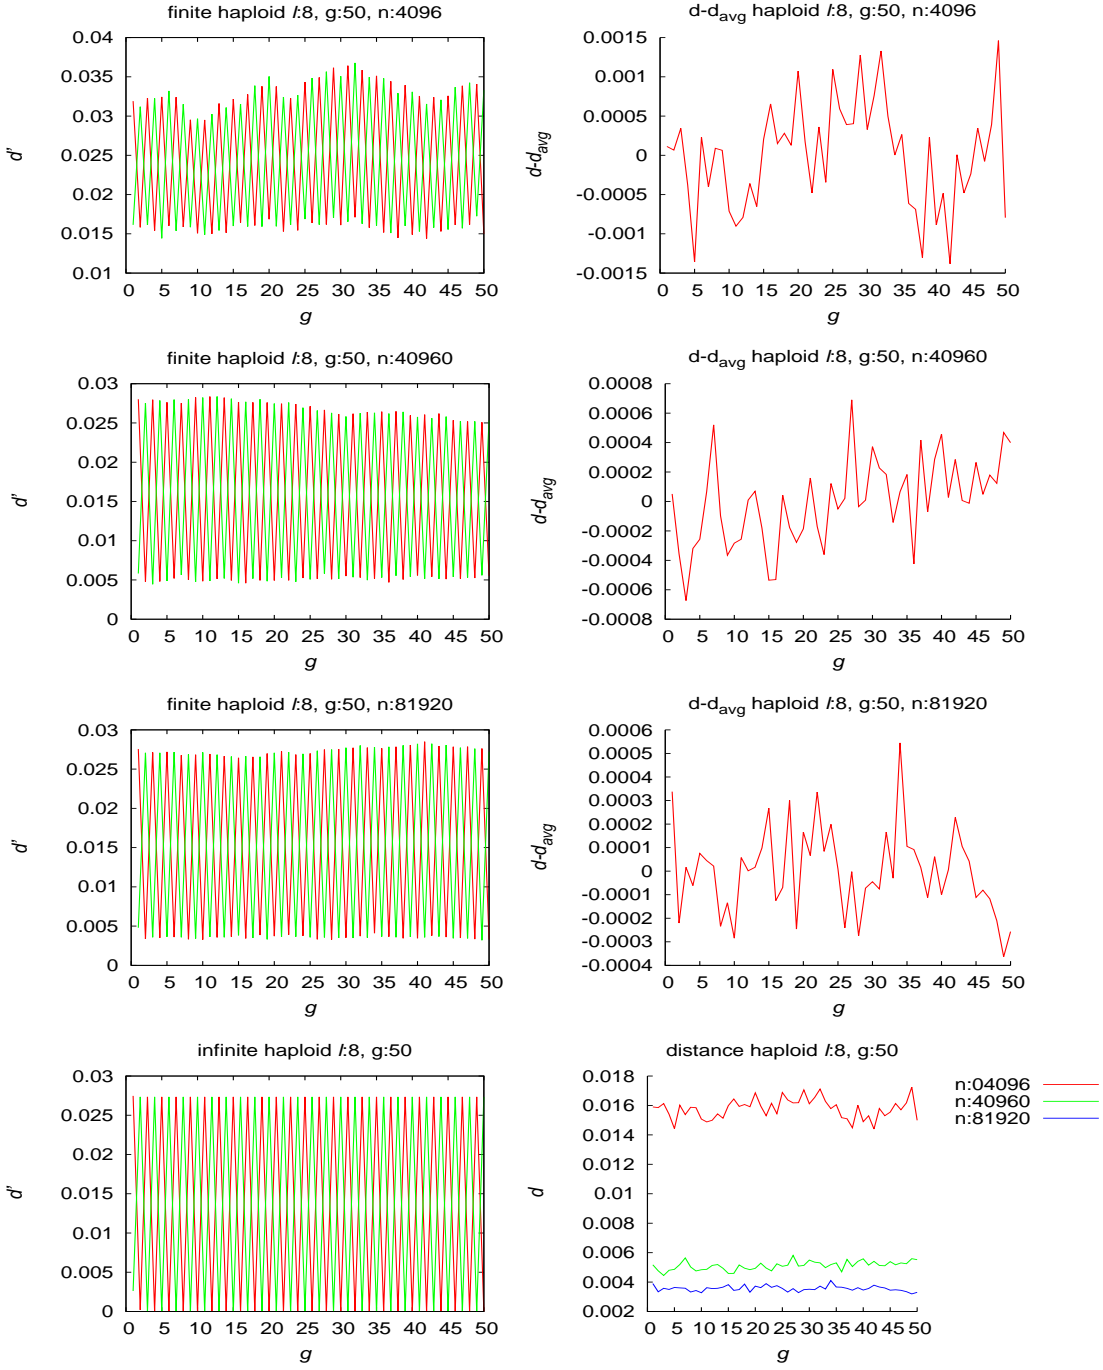 finite haploid l:8, g:50, n:4096
d'
0.04
0.035
0.03
0.025
0.02
0.015
0.01
0 5 10 15 20 25 30 35 40 45 50
g
d-davg haploid l:8, g:50, n:4096
d-davg
0.0015
0.001
0.0005
0
-0.0005
-0.001
-0.0015
0 5 10 15 20 25 30 35 40 45 50
g
finite haploid l:8, g:50, n:40960
d'
0.03
0.025
0.02
0.015
0.01
0.005
0
0 5 10 15 20 25 30 35 40 45 50
g
d-davg haploid l:8, g:50, n:40960
d-davg
0.0008
0.0006
0.0004
0.0002
0
-0.0002
-0.0004
-0.0006
-0.0008
0 5 10 15 20 25 30 35 40 45 50
g
finite haploid l:8, g:50, n:81920
d'
0.03
0.025
0.02
0.015
0.01
0.005
0
0 5 10 15 20 25 30 35 40 45 50
g
d-davg haploid l:8, g:50, n:81920
d-davg
0.0006
0.0005
0.0004
0.0003
0.0002
0.0001
0
-0.0001
-0.0002
-0.0003
-0.0004
0 5 10 15 20 25 30 35 40 45 50
g
infinite haploid l:8, g:50
d'
0.03
0.025
0.02
0.015
0.01
0.005
0
0 5 10 15 20 25 30 35 40 45 50
g
distance haploid l:8, g:50
d
0.018
0.016
0.014
0.012
0.01
0.008
0.006
0.004
0.002
0 5 10 15 20 25 30 35 40 45 50
g
n:04096
n:40960
n:81920